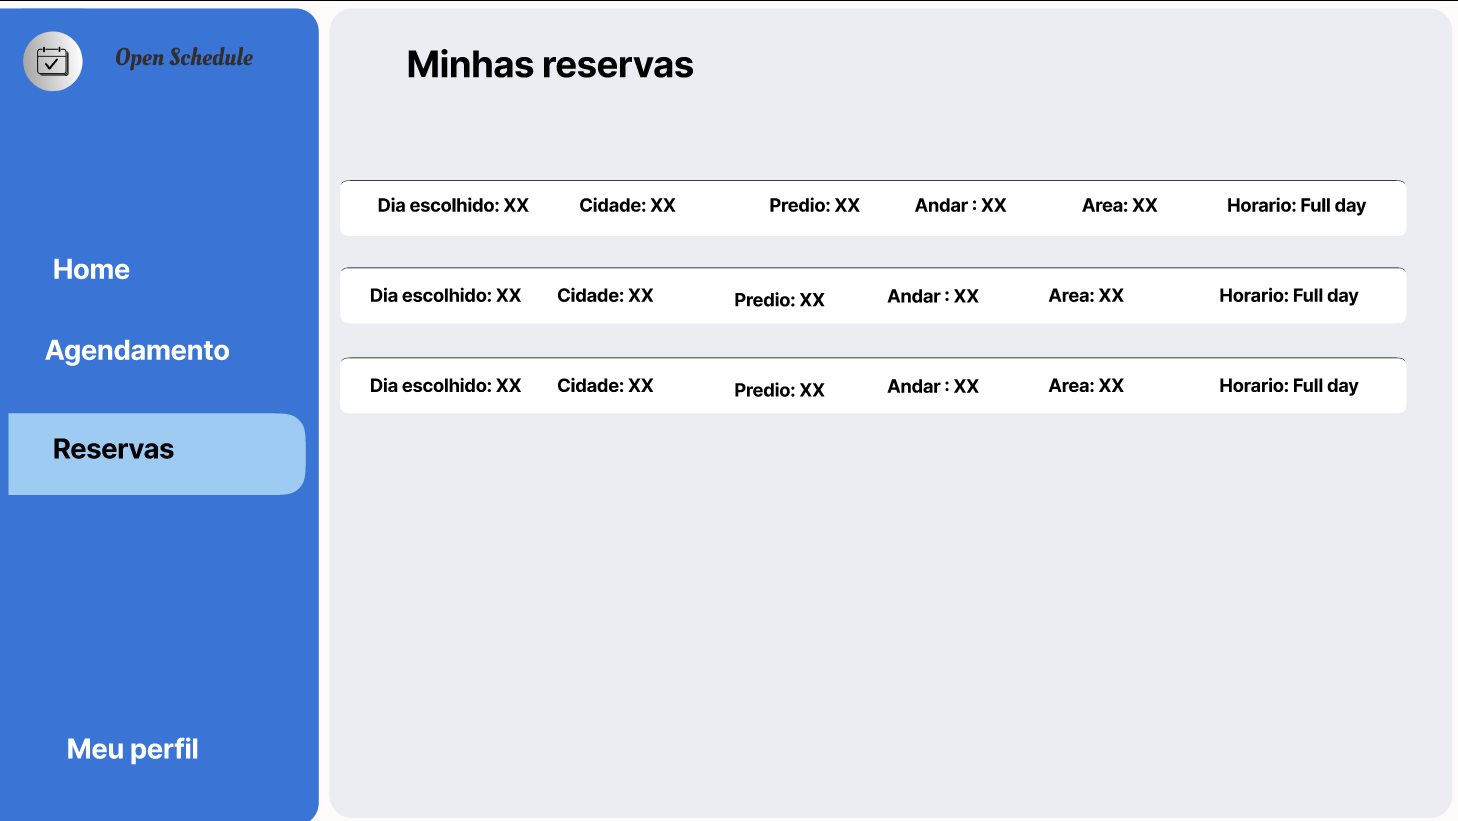 Open Schedule
Home
Agendamento
Reservas
Meu perfil
Minhas reservas
Dia escolhido: XX Cidade: XX Predio: XX Andar : XX Area: XX Horario: Full day
Dia escolhido: XX Cidade: XX Predio: XX Andar : XX Area: XX Horario: Full day
Dia escolhido: XX Cidade: XX Predio: XX Andar : XX Area: XX Horario: Full day